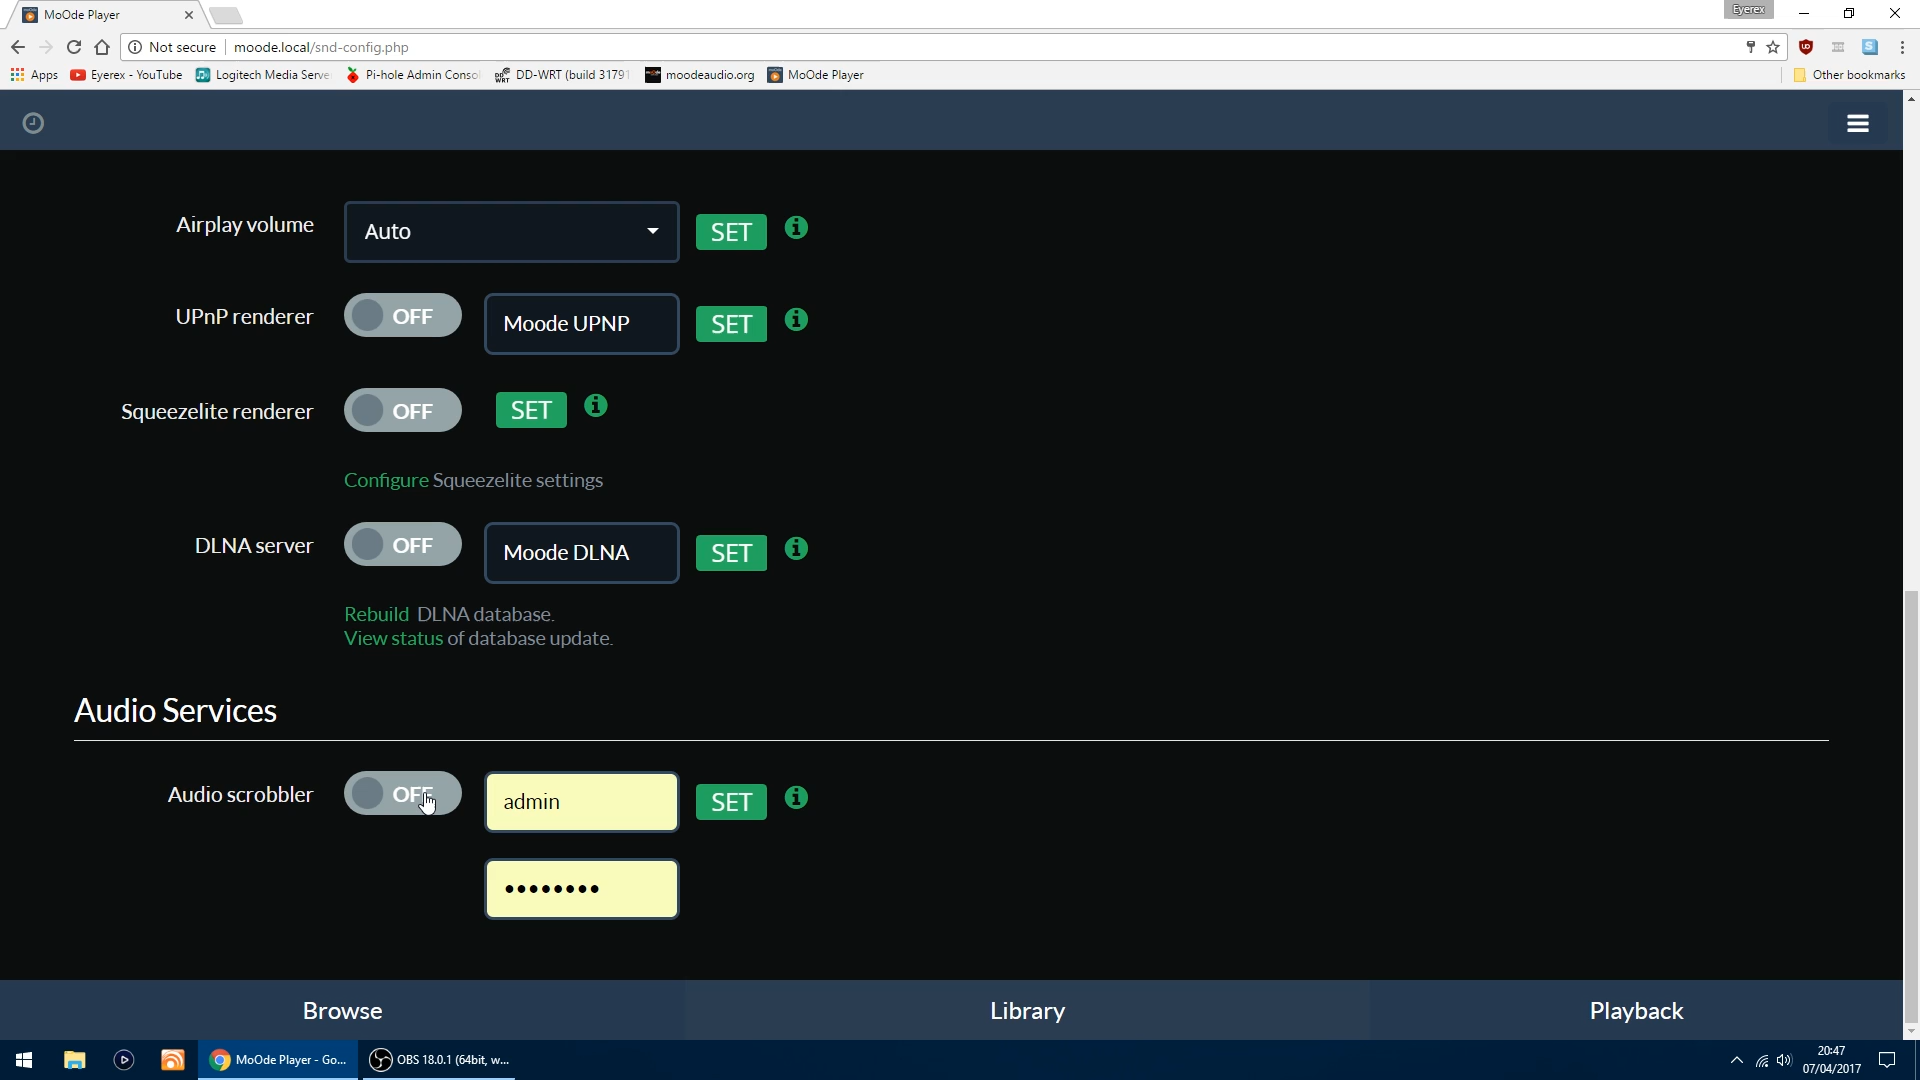 MoOde Player
Eyerex
Not secure
moode.local/snd-config.php
Apps
Eyerex - YouTube
Logitech Media Serve
Pi-hole Admin Conso
DD-WRT (build 31791
moodeaudio.org
MoOde Player
Other bookmarks
Airplay volume
Auto
SET
UPnP renderer
OFF
Moode UPNP
SET
Squeezelite renderer
OFF
SET
Configure Squeezelite settings
DLNA server
OFF
Moode DLNA
SET
Rebuild DLNA database.
View status of database update.
Audio Services
Audio scrobbler
OFF
admin
SET
••••••••
Browse
Library
Playback
MoOde Player - Go...
OBS 18.0.1 (64bit, w...
20:47
07/04/2017